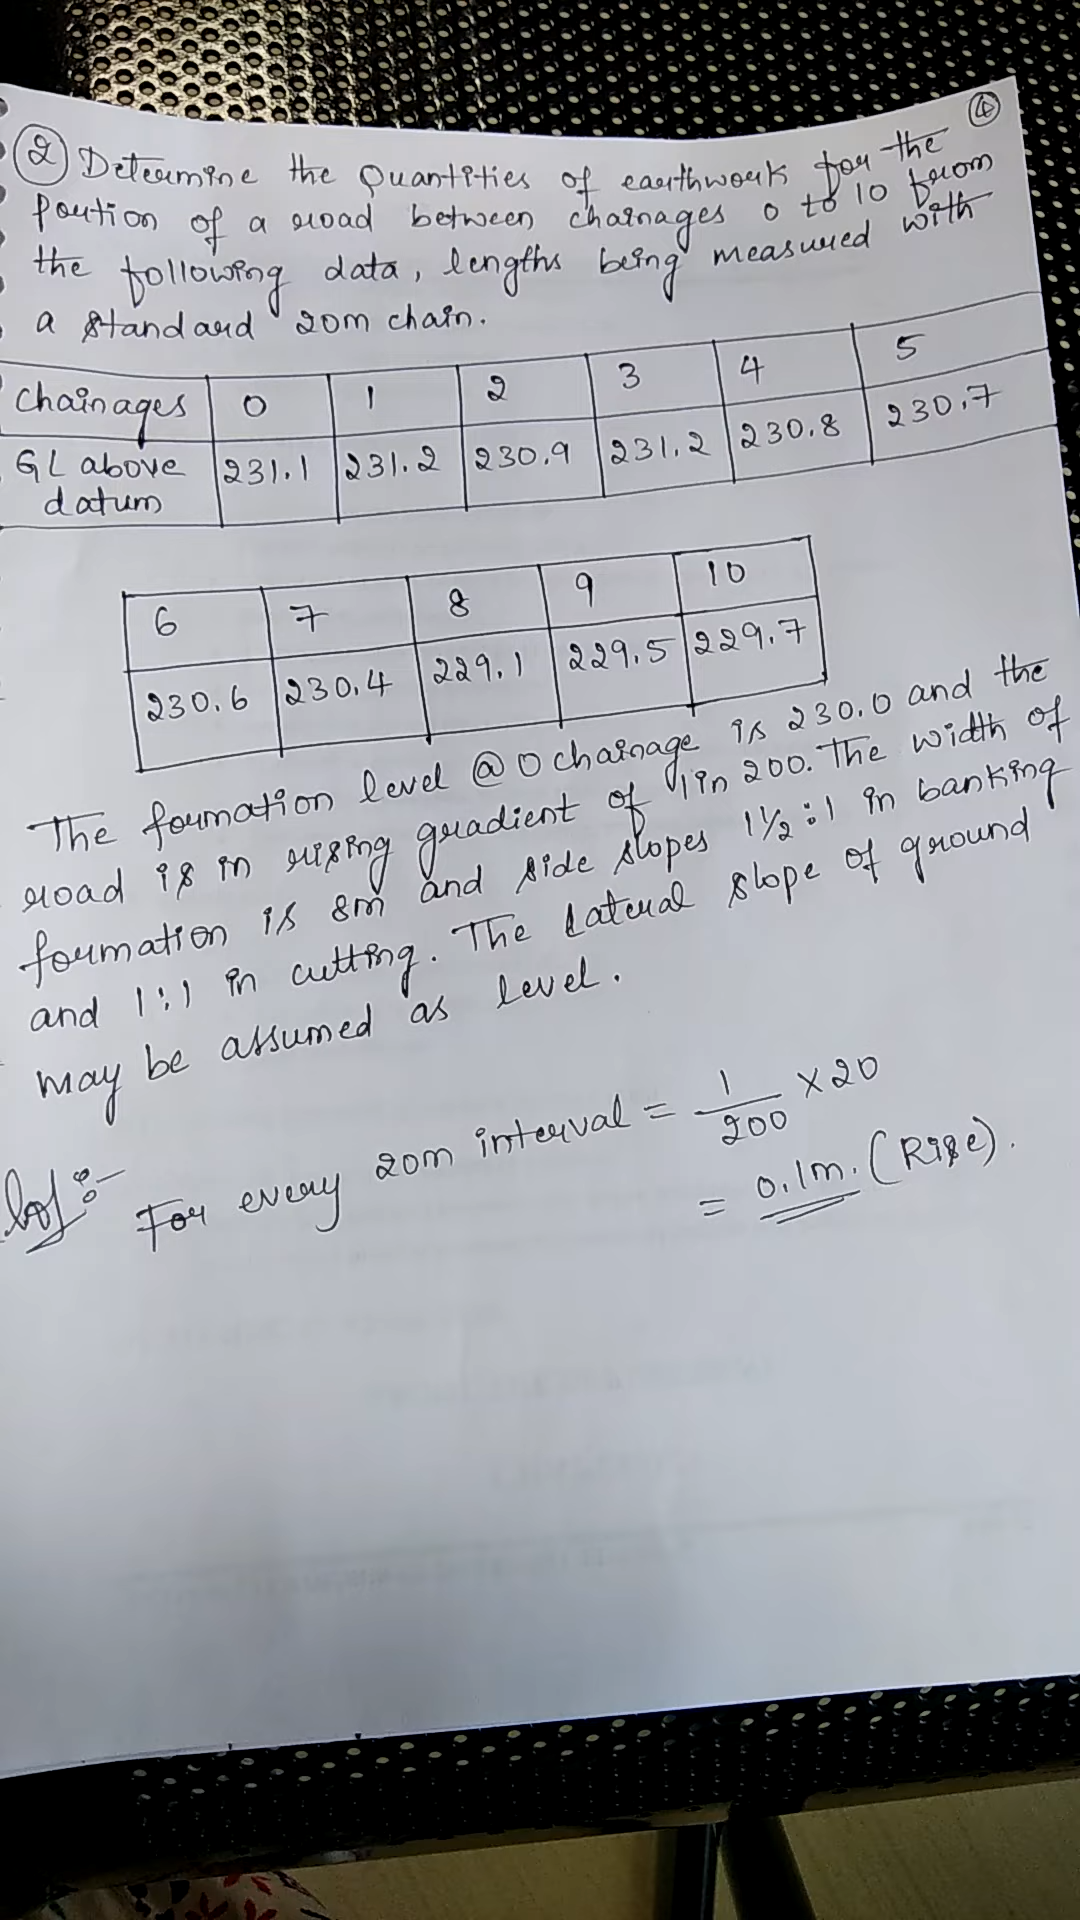 ④
② Determine the Quantities of earthwork for the
portion of a road between chainages 0 to 10 from
the following data, lengths being measured with
a standard 20m chain.
Chainages 0 1 2 3 4 5
GL above datum 231.1 231.2 230.9 231.2 230.8 230.7
6 7 8 9 10
230.6 230.4 229.1 229.5 229.7
The formation level @ 0 chainage is 230.0 and the
road is in rising gradient of 1 in 200. The width of
formation is 8m and side slopes 1½:1 in banking
and 1:1 in cutting. The Lateral slope of ground
may be assumed as level.
Sol:- For every 20m interval = 1/200 × 20
= 0.1m. (Rise).